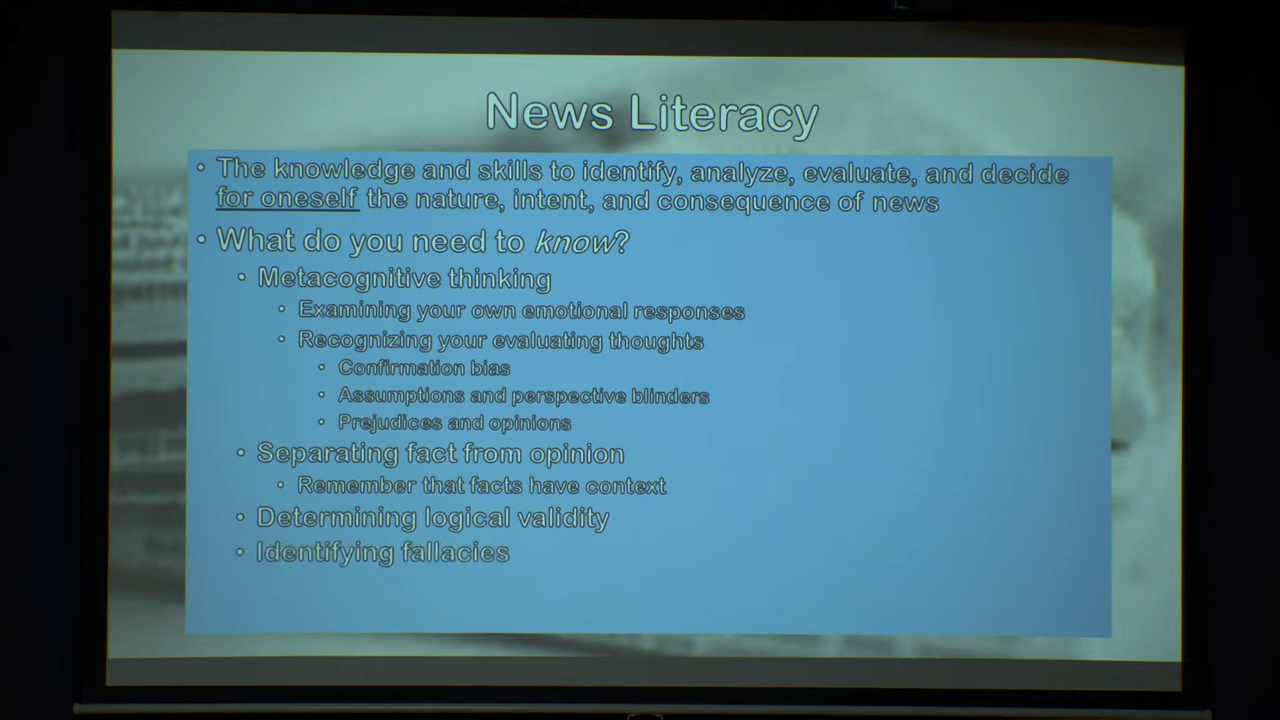 News Literacy
• The knowledge and skills to identify, analyze, evaluate, and decide
for oneself the nature, intent, and consequence of news
• What do you need to know?
• Metacognitive thinking
• Examining your own emotional responses
• Recognizing your evaluating thoughts
• Confirmation bias
• Assumptions and perspective blinders
• Prejudices and opinions
• Separating fact from opinion
• Remember that facts have context
• Determining logical validity
• Identifying fallacies